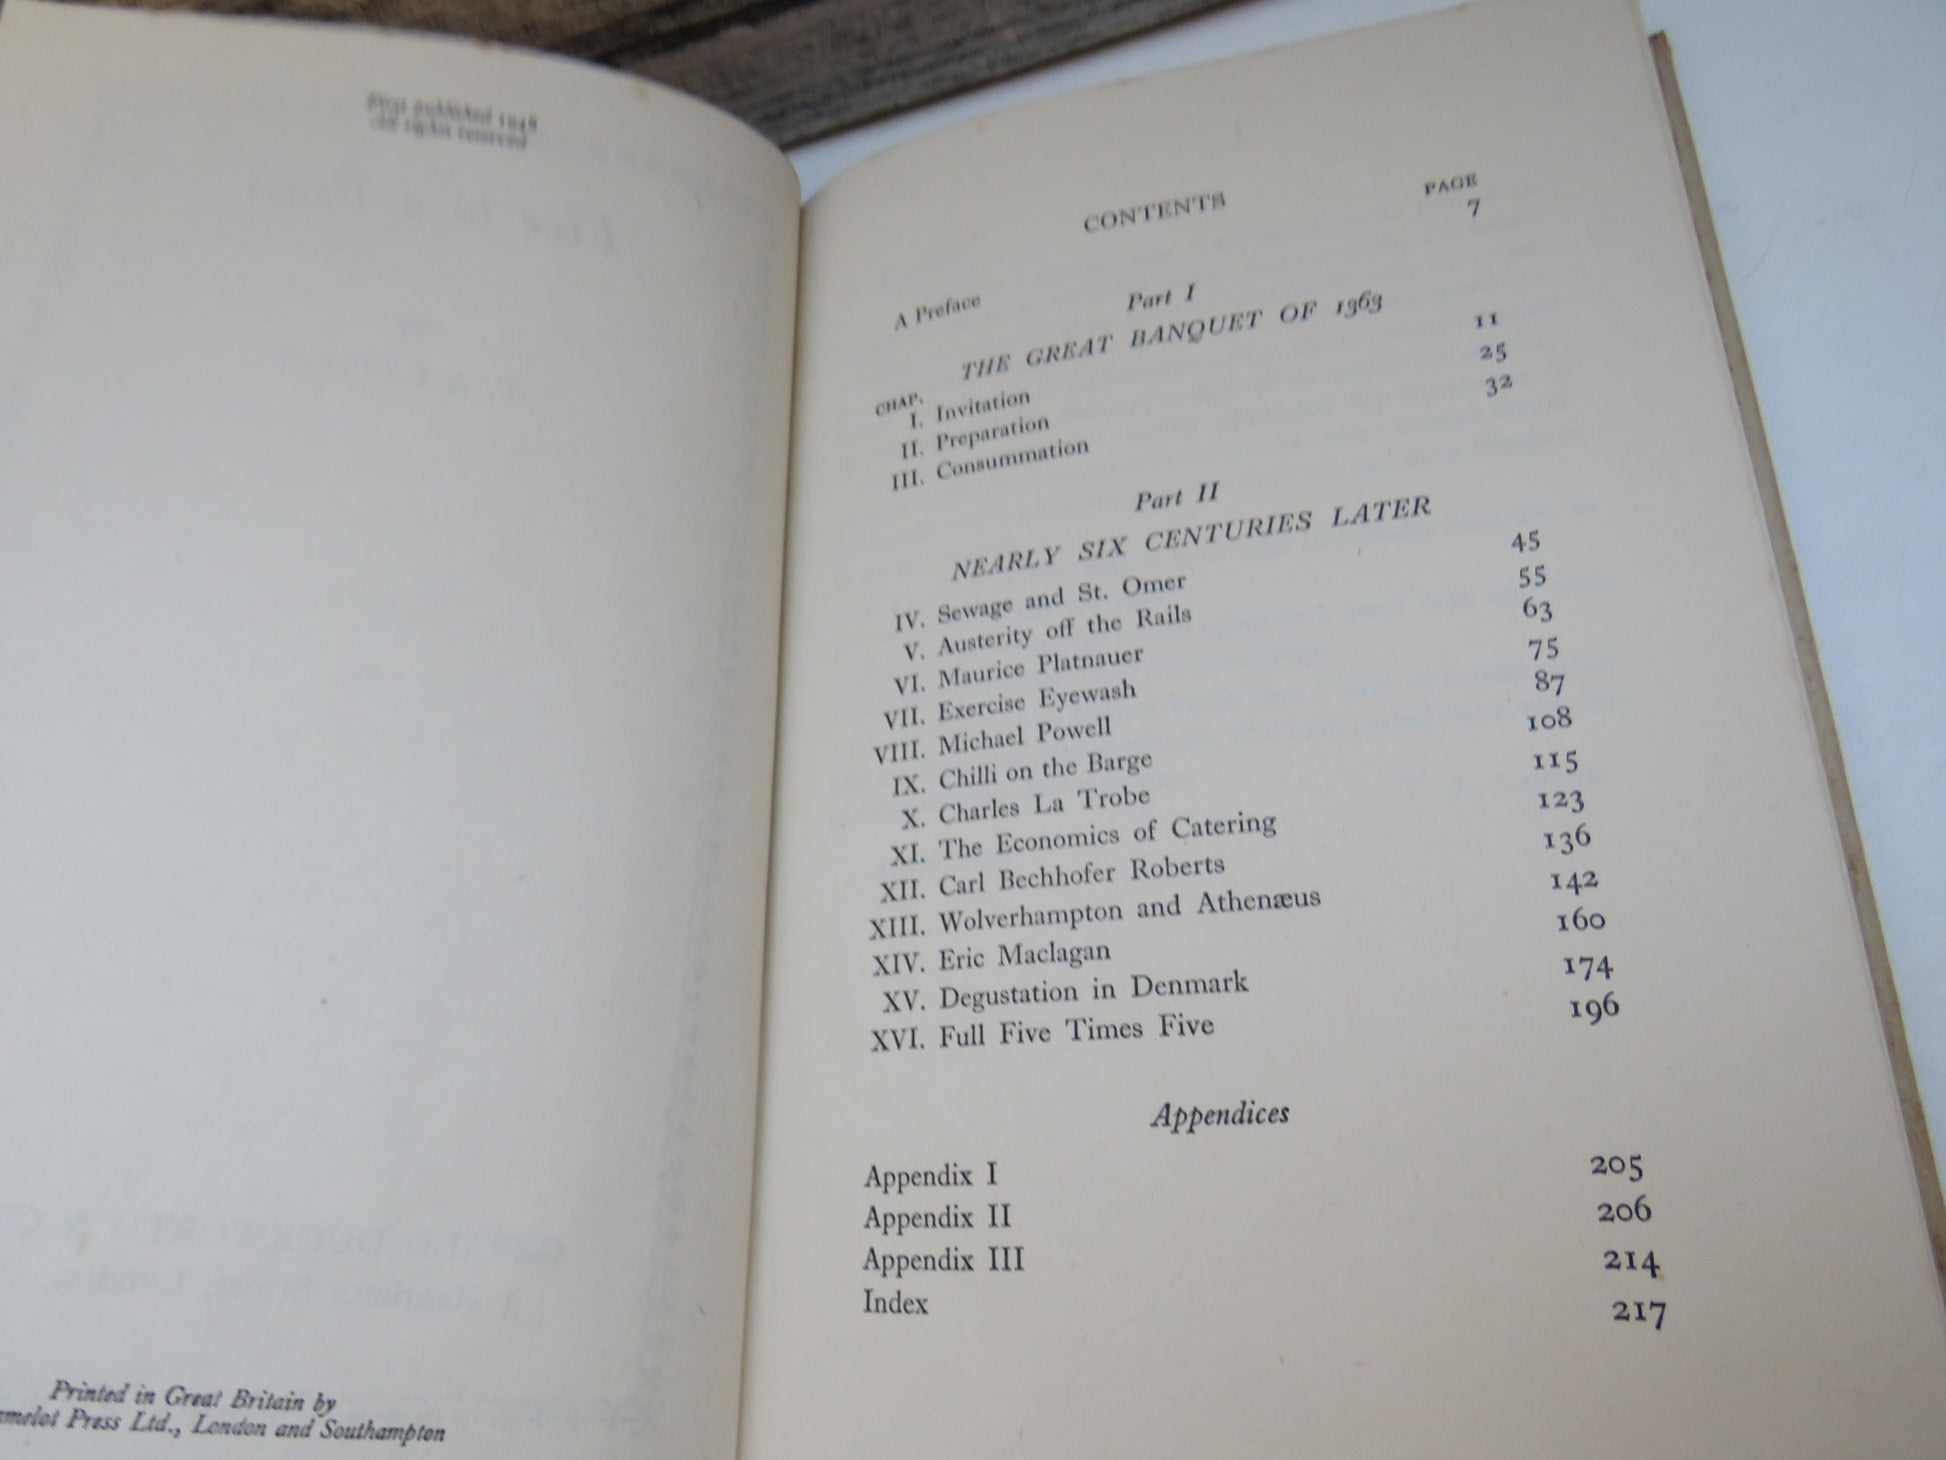 First published 1948
All rights reserved
Printed in Great Britain by
Press Ltd., London and Southampton
CONTENTS
PAGE
A Preface 7
Part I
THE GREAT BANQUET OF 1363
CHAP.
I. Invitation 11
II. Preparation 25
III. Consummation 32
Part II
NEARLY SIX CENTURIES LATER
IV. Sewage and St. Omer 45
V. Austerity off the Rails 55
VI. Maurice Platnauer 63
VII. Exercise Eyewash 75
VIII. Michael Powell 87
IX. Chilli on the Barge 108
X. Charles La Trobe 115
XI. The Economics of Catering 123
XII. Carl Bechhofer Roberts 136
XIII. Wolverhampton and Athenæus 142
XIV. Eric Maclagan 160
XV. Degustation in Denmark 174
XVI. Full Five Times Five 196
Appendices
Appendix I 205
Appendix II 206
Appendix III 214
Index 217